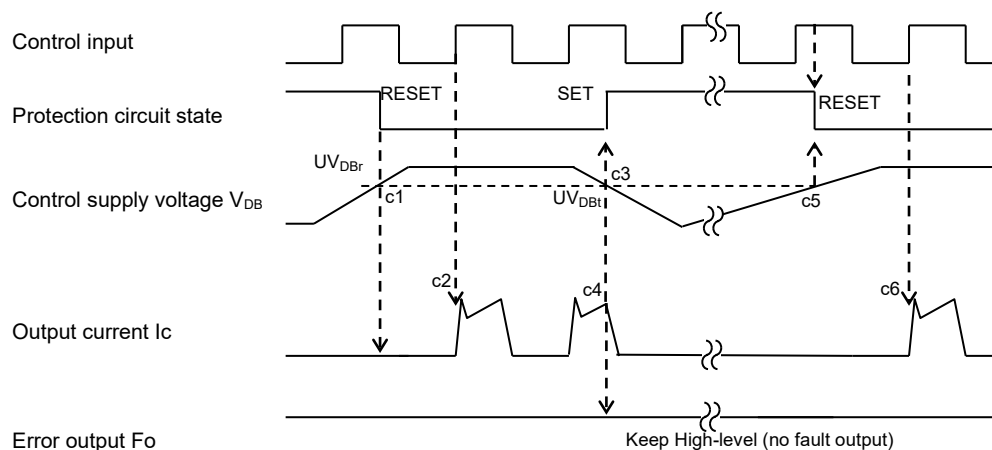 Control input
RESET
SET
RESET
Protection circuit state
UVDBr
c3
c1
UVDBt
c5
Control supply voltage VDB
c2
c4
c6
Output current Ic
Keep High-level (no fault output)
Error output Fo